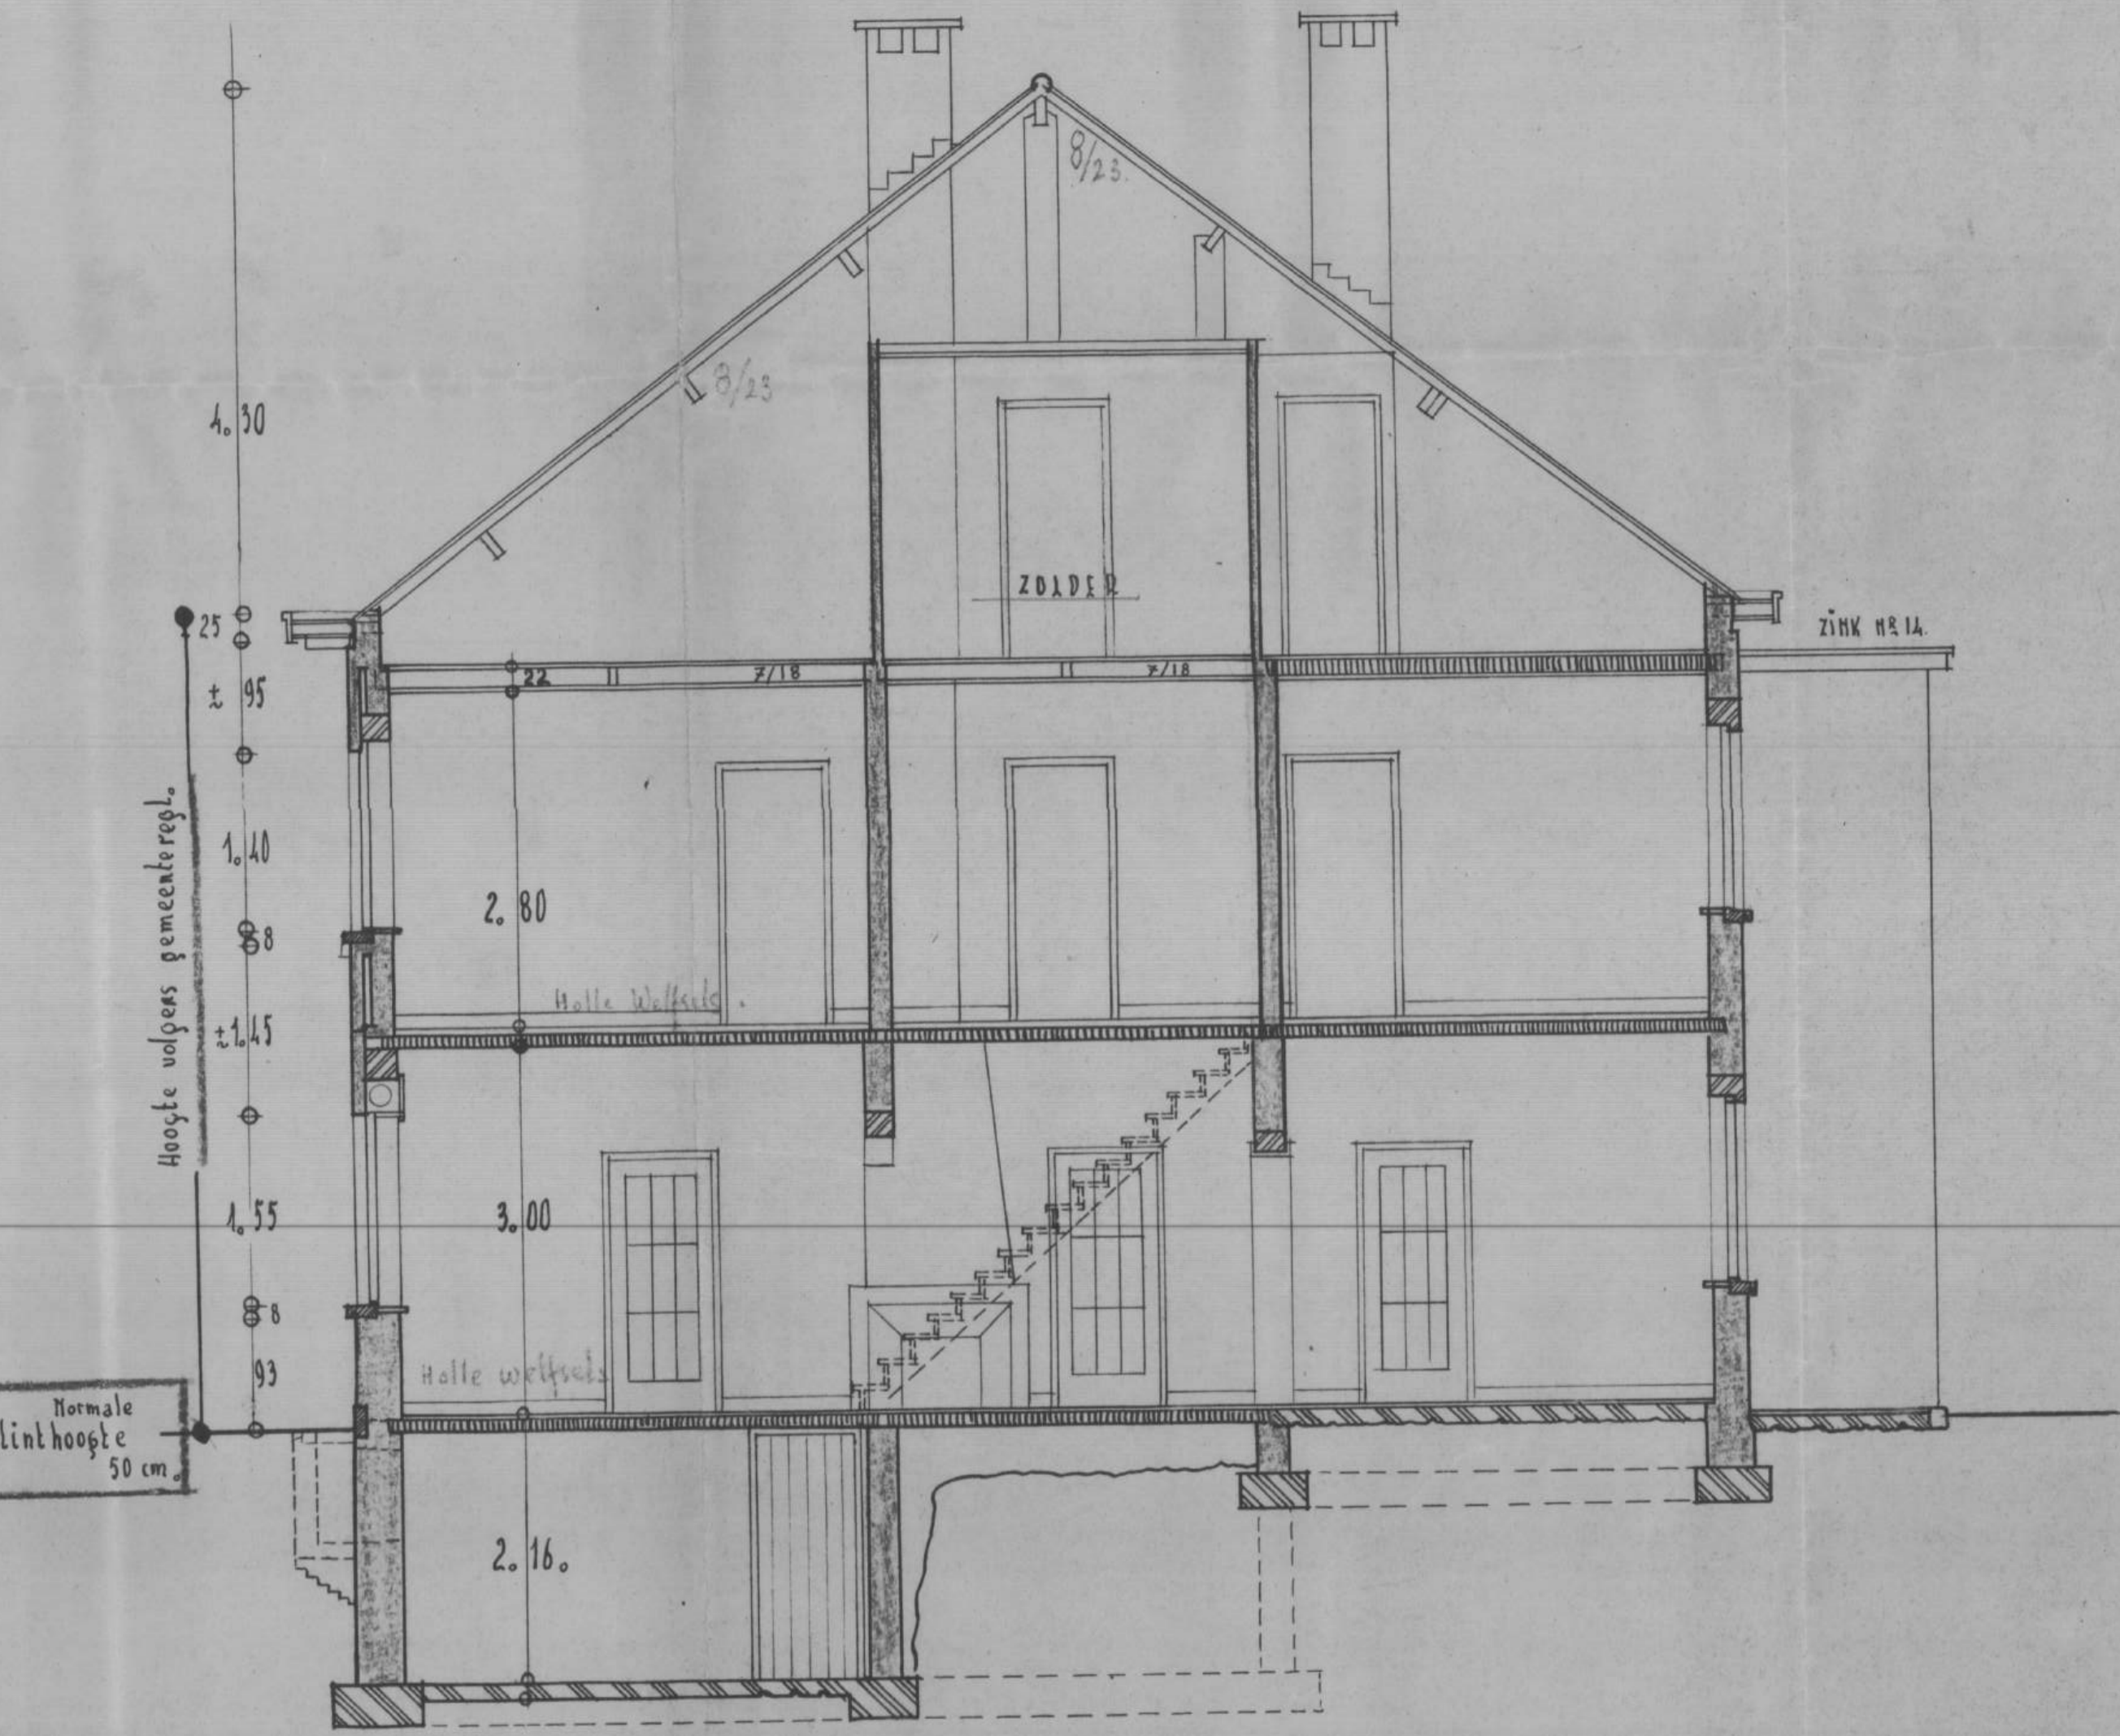 8/23.
8/23
4.30
ZOLDER
25
ZiNK NR 14.
22
7/18
7/18
± 95
Hoogte volgens gemeenteregl.
1.40
2.80
8
Holle Welfsels.
± 1.45
1.55
3.00
8
93
Holle welfsels
Normale
linthoogte
50 cm.
2.16.